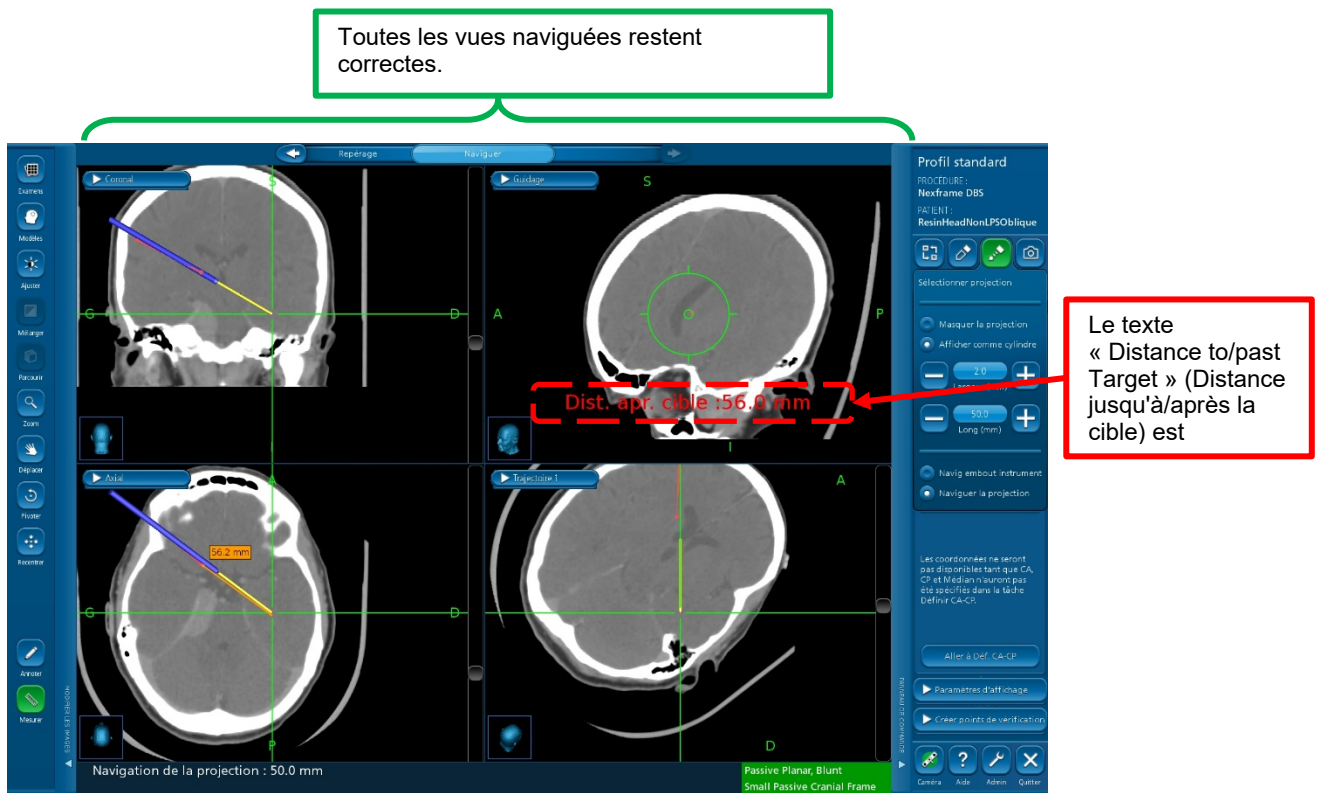 Toutes les vues naviguées restent
correctes.
Repérage
Naviguer
Examens
Modèles
Ajuster
Mélanger
Parcourir
Zoom
Déplacer
Pivoter
Recentrer
Annoter
Mesurer
MODIFIER LES IMAGES
Coronal
S
G
D
I
Guidage
S
A
P
Dist. apr. cible :56.0 mm
I
Axial
A
56.2 mm
G
D
P
Trajectoire 1
A
D
Navigation de la projection : 50.0 mm
Passive Planar, Blunt
Small Passive Cranial Frame
PANNEAU DE COMMANDE
Profil standard
PROCÉDURE :
Nexframe DBS
PATIENT :
ResinHeadNonLPSOblique
Sélectionner projection
Masquer la projection
Afficher comme cylindre
2.0
50.0
Long (mm)
Navig embout instrument
Naviguer la projection
Les coordonnées ne seront
pas disponibles tant que CA,
CP et Médian n'auront pas
été spécifiés dans la tâche
Définir CA-CP.
Aller à Déf. CA-CP
Paramètres d'affichage
Créer points de vérification
Caméra
Aide
Admin
Quitter
Le texte
« Distance to/past
Target » (Distance
jusqu'à/après la
cible) est